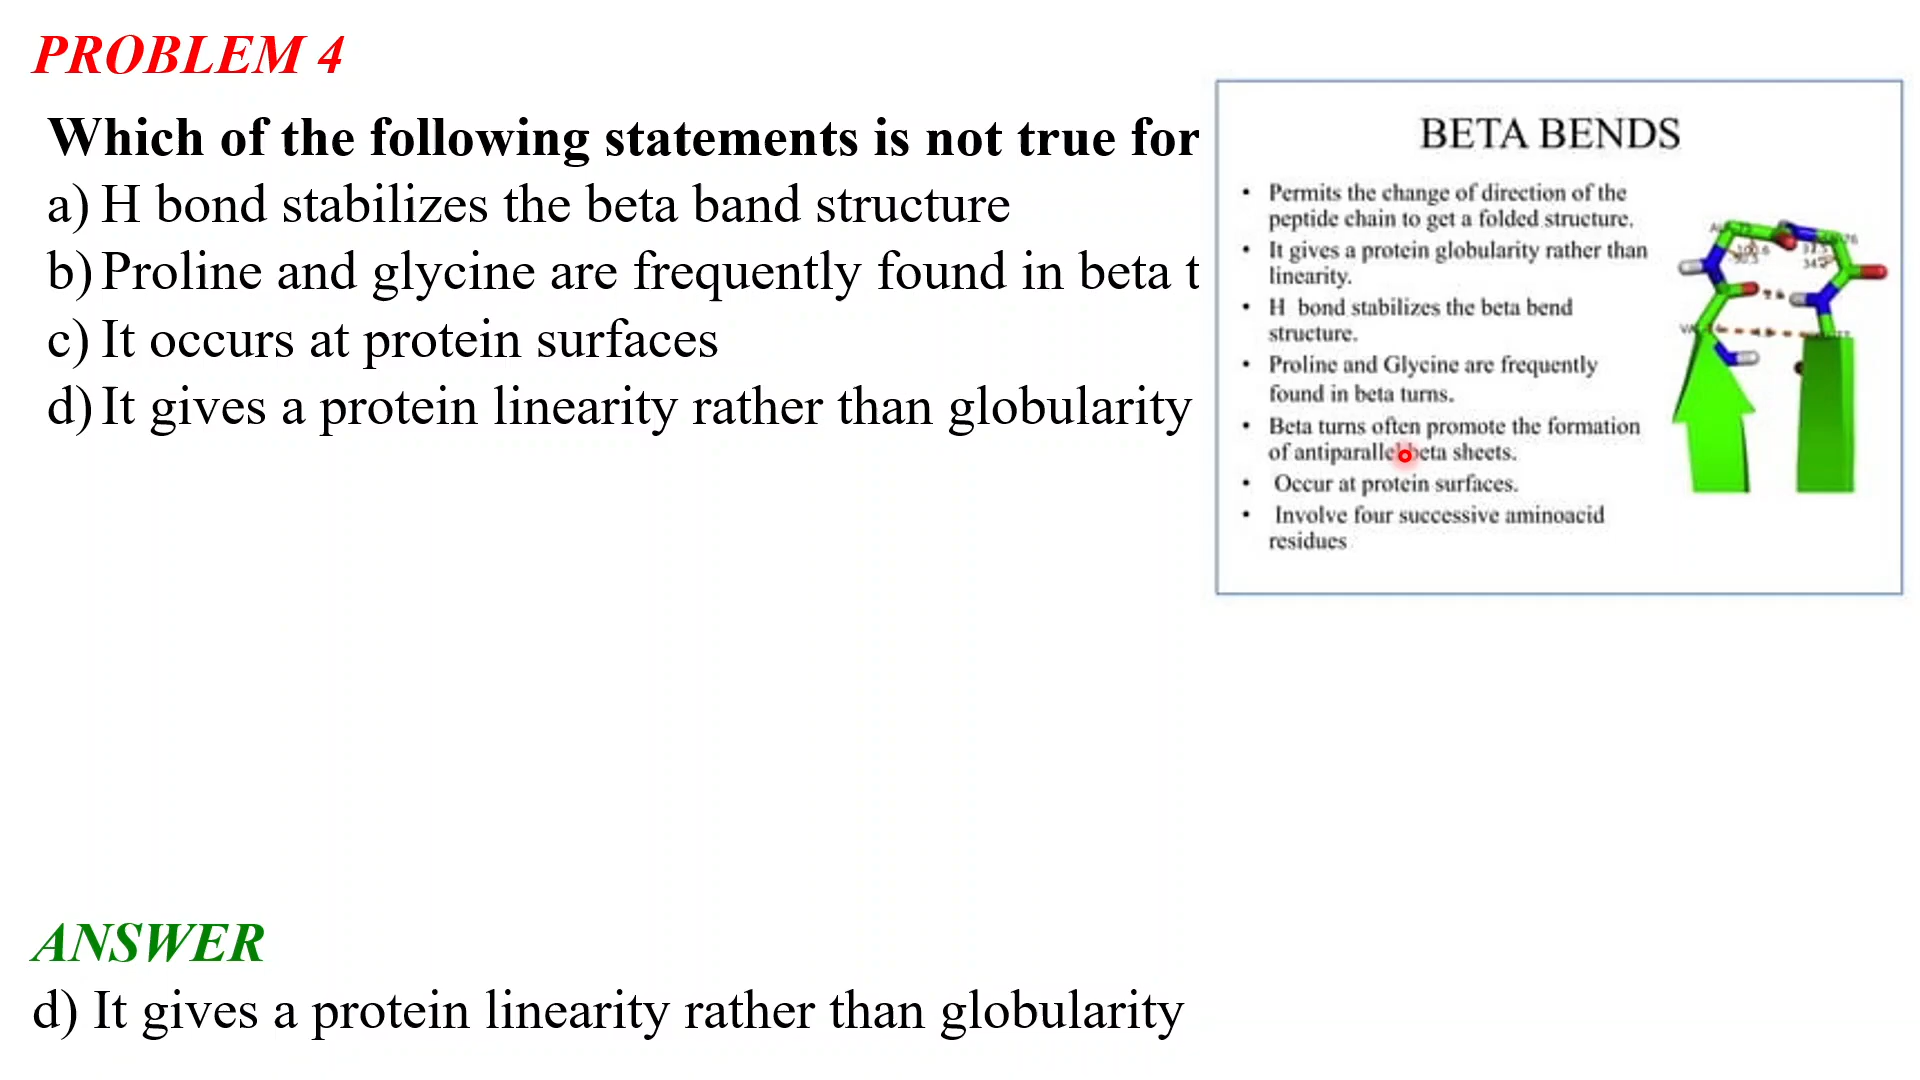 PROBLEM 4
Which of the following statements is not true for
a) H bond stabilizes the beta band structure
b) Proline and glycine are frequently found in beta t
c) It occurs at protein surfaces
d) It gives a protein linearity rather than globularity
BETA BENDS
• Permits the change of direction of the
peptide chain to get a folded structure.
• It gives a protein globularity rather than
linearity.
• H bond stabilizes the beta bend
structure.
• Proline and Glycine are frequently
found in beta turns.
• Beta turns often promote the formation
of antiparallel beta sheets.
• Occur at protein surfaces.
• Involve four successive aminoacid
residues
ANSWER
d) It gives a protein linearity rather than globularity